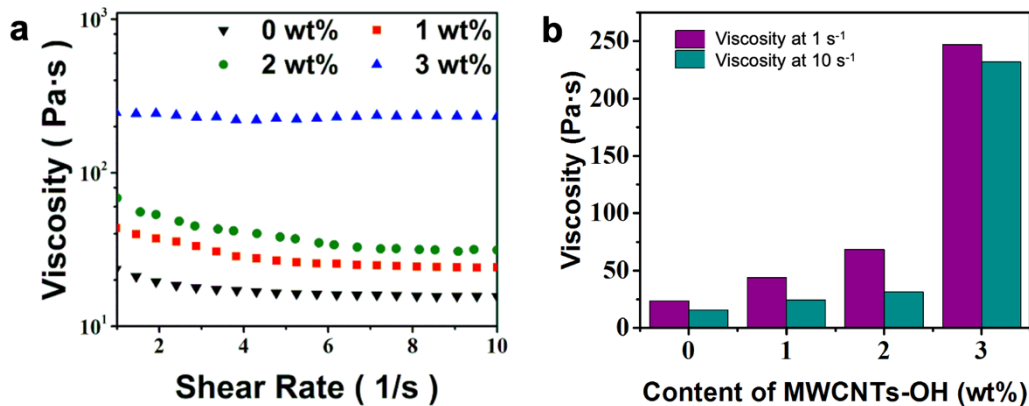 a
10³
10²
10¹
Viscosity ( Pa·s )
0 wt% 1 wt%
2 wt% 3 wt%
2 4 6 8 10
Shear Rate ( 1/s )
b
250
200
150
100
50
0
Viscosity (Pa·s)
Viscosity at 1 s⁻¹
Viscosity at 10 s⁻¹
0 1 2 3
Content of MWCNTs-OH (wt%)